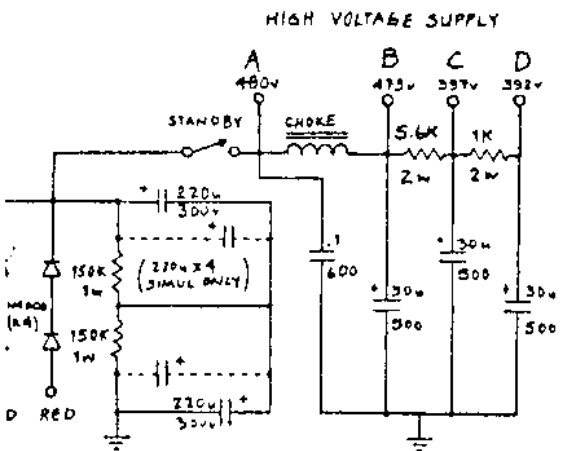 HIGH VOLTAGE SUPPLY
A B C D
480v 475v 397v 392v
STANDBY
CHOKE
5.6K 1K
2W 2W
220u
300v
150K
1W
(220u x 4
SIMUL ONLY)
(x4)
150K
1W
.1
600
30u
500
30u
500
30u
500
220u
300v
D RED